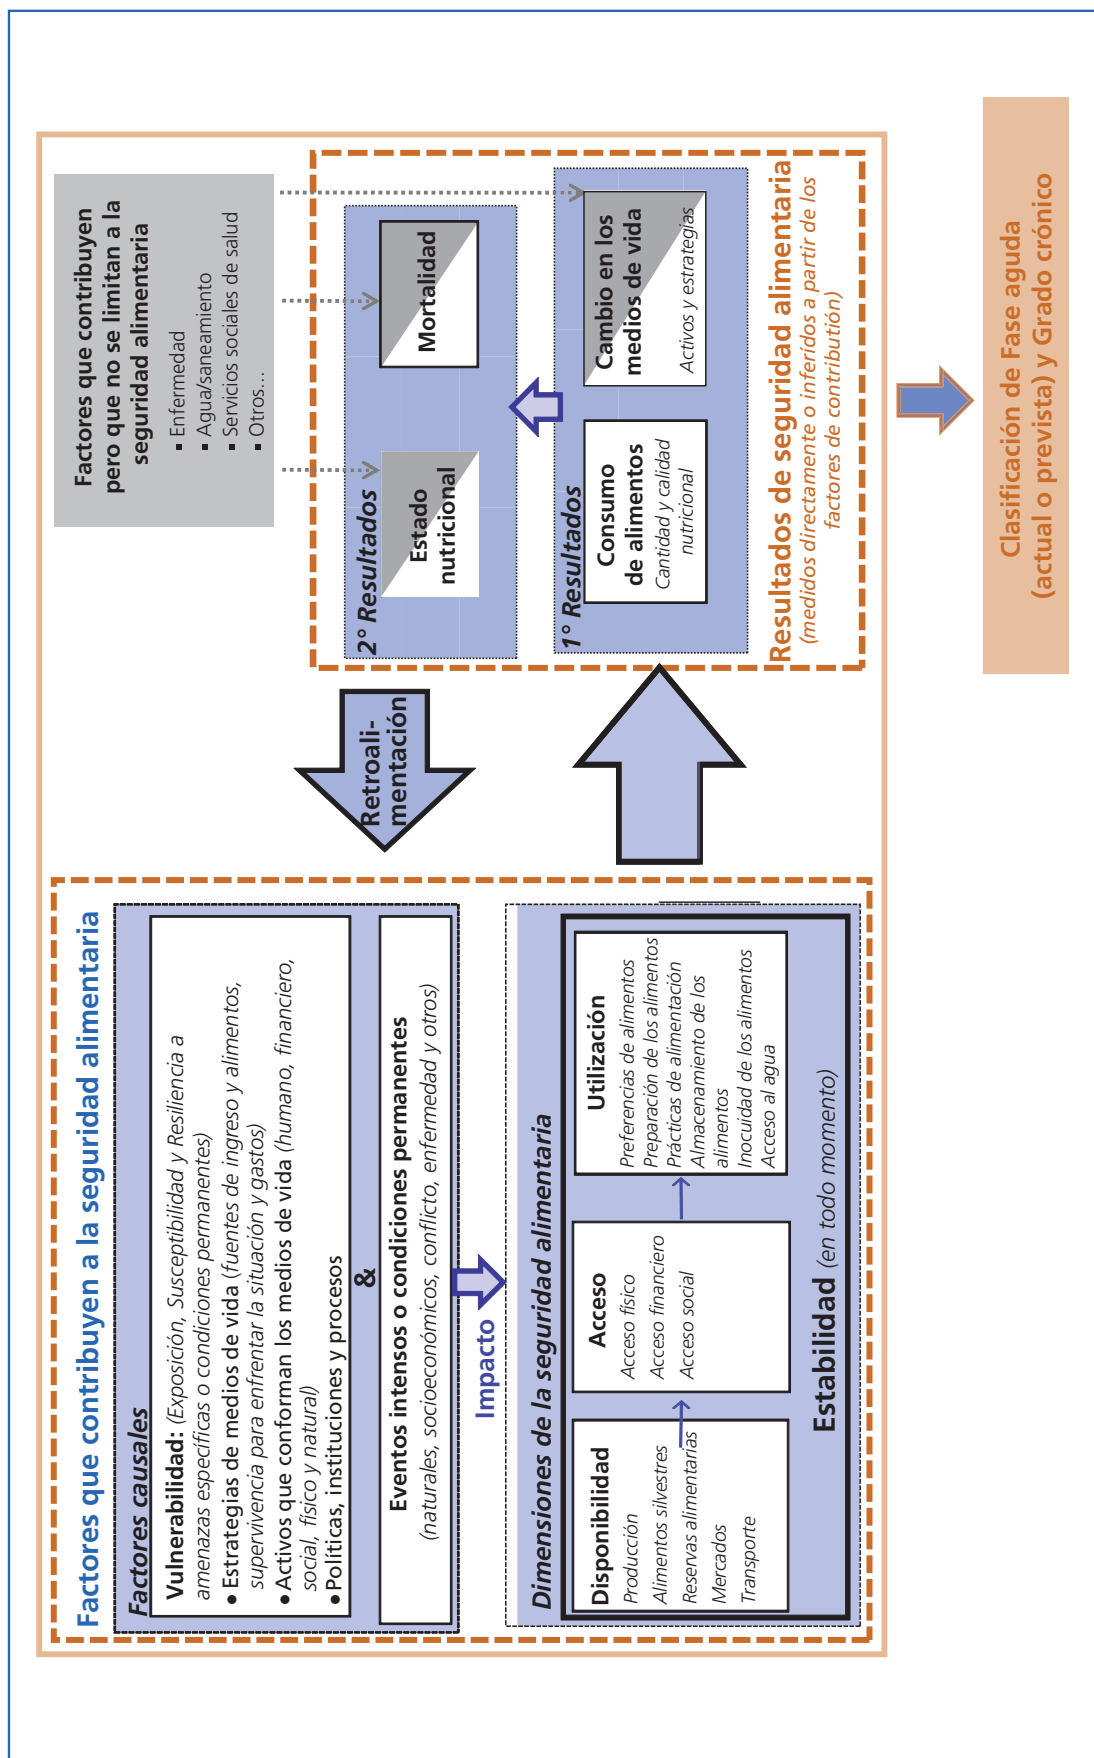 Factores que contribuyen a la seguridad alimentaria
Factores causales
Vulnerabilidad: (Exposición, Susceptibilidad y Resiliencia a
amenazas específicas o condiciones permanentes)
• Estrategias de medios de vida (fuentes de ingreso y alimentos,
supervivencia para enfrentar la situación y gastos)
• Activos que conforman los medios de vida (humano, financiero,
social, físico y natural)
• Políticas, instituciones y procesos
&
Eventos intensos o condiciones permanentes
(naturales, socioeconómicos, conflicto, enfermedad y otros)
Impacto
Dimensiones de la seguridad alimentaria
Disponibilidad
Producción
Alimentos silvestres
Reservas alimentarias
Mercados
Transporte
Acceso
Acceso físico
Acceso financiero
Acceso social
Utilización
Preferencias de alimentos
Preparación de los alimentos
Prácticas de alimentación
Almacenamiento de los
alimentos
Inocuidad de los alimentos
Acceso al agua
Estabilidad (en todo momento)
Retroali-
mentación
Factores que contribuyen
pero que no se limitan a la
seguridad alimentaria
▪ Enfermedad
▪ Agua/saneamiento
▪ Servicios sociales de salud
▪ Otros...
2° Resultados
Estado
nutricional
Mortalidad
1° Resultados
Consumo
de alimentos
Cantidad y calidad
nutricional
Cambio en los
medios de vida
Activos y estrategias
Resultados de seguridad alimentaria
(medidos directamente o inferídos a partir de los
factores de contributión)
Clasificación de Fase aguda
(actual o prevista) y Grado crónico